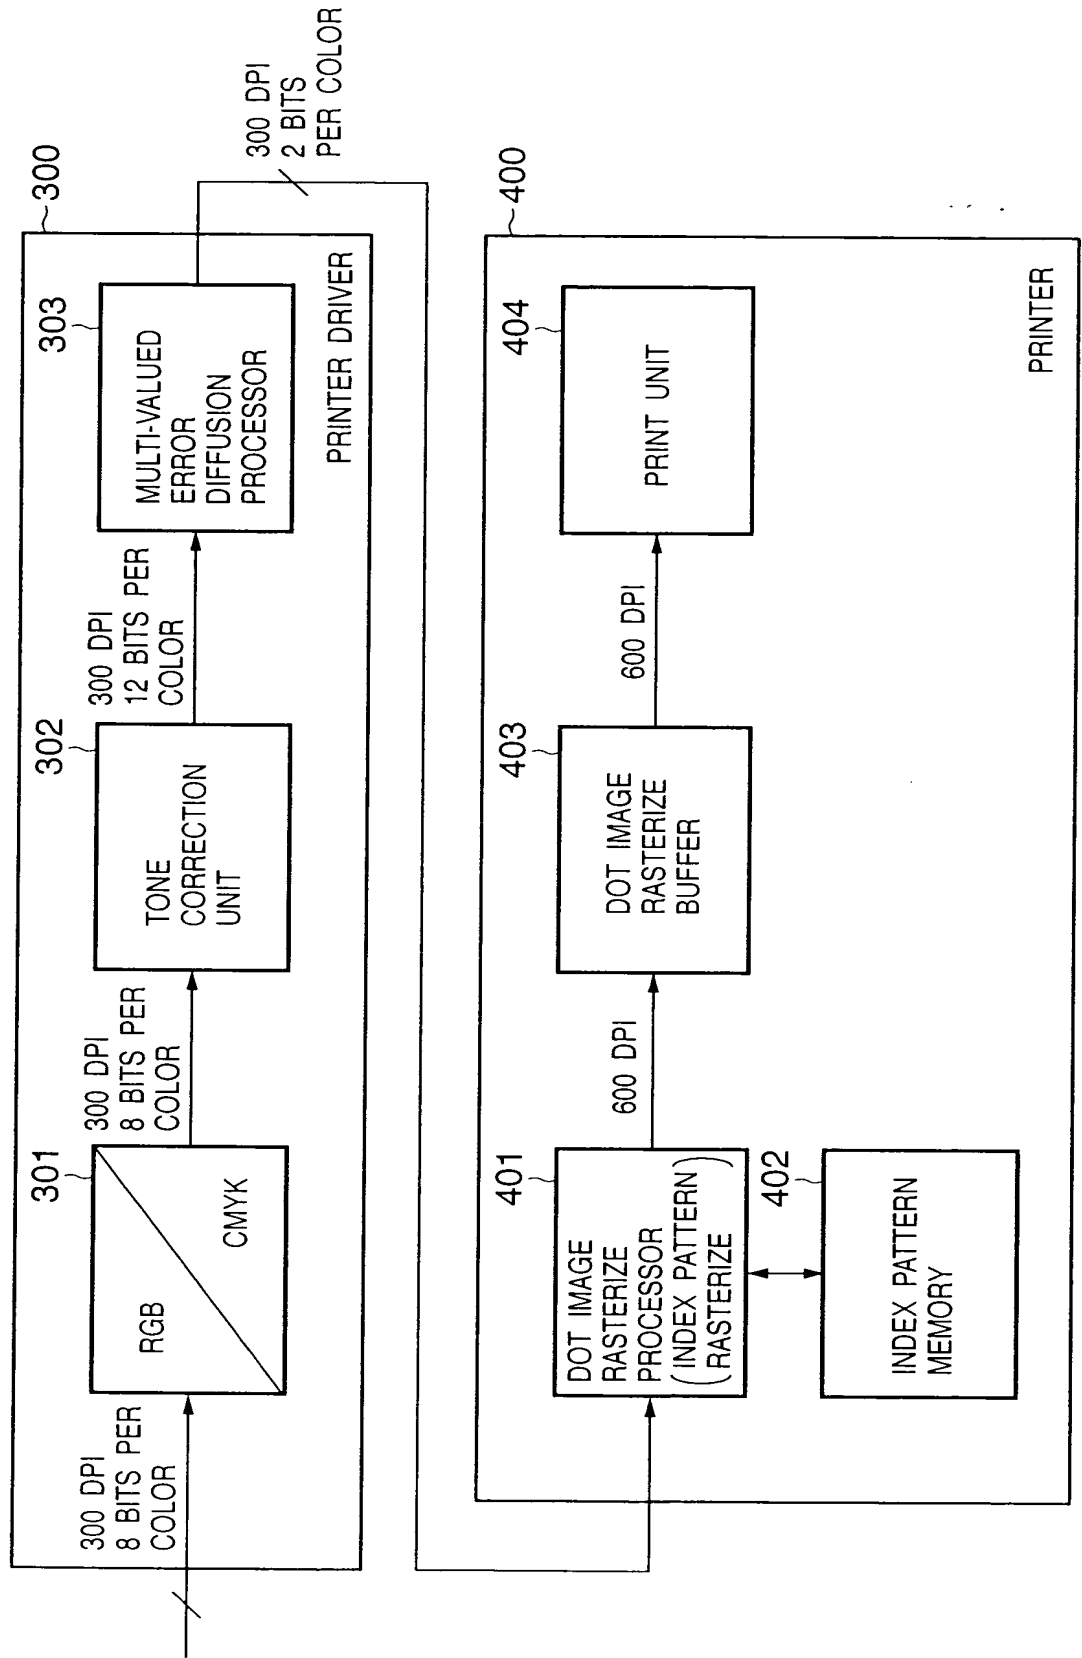 300
300 DPI
8 BITS PER
COLOR
301
RGB
CMYK
300 DPI
8 BITS PER
COLOR
302
TONE
CORRECTION
UNIT
300 DPI
12 BITS PER
COLOR
303
MULTI-VALUED
ERROR
DIFFUSION
PROCESSOR
PRINTER DRIVER
300 DPI
2 BITS
PER COLOR
400
401
DOT IMAGE
RASTERIZE
PROCESSOR
(INDEX PATTERN
RASTERIZE)
402
INDEX PATTERN
MEMORY
600 DPI
403
DOT IMAGE
RASTERIZE
BUFFER
600 DPI
404
PRINT UNIT
PRINTER